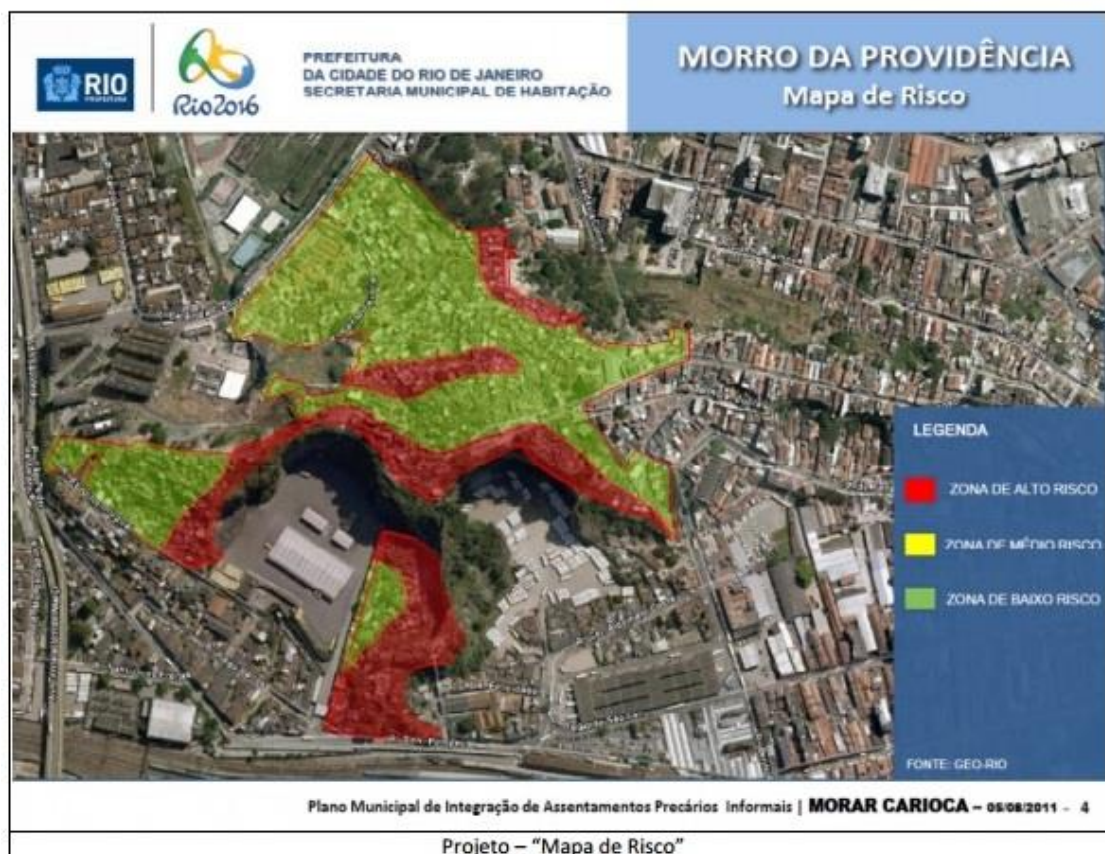 RIO
PREFEITURA
Rio2016
PREFEITURA
DA CIDADE DO RIO DE JANEIRO
SECRETARIA MUNICIPAL DE HABITAÇÃO
MORRO DA PROVIDÊNCIA
Mapa de Risco
LEGENDA
ZONA DE ALTO RISCO
ZONA DE MÉDIO RISCO
ZONA DE BAIXO RISCO
FONTE: GEO-RIO
Plano Municipal de Integração de Assentamentos Precários Informais | MORAR CARIOCA – 05/08/2011 - 4
Projeto – “Mapa de Risco”